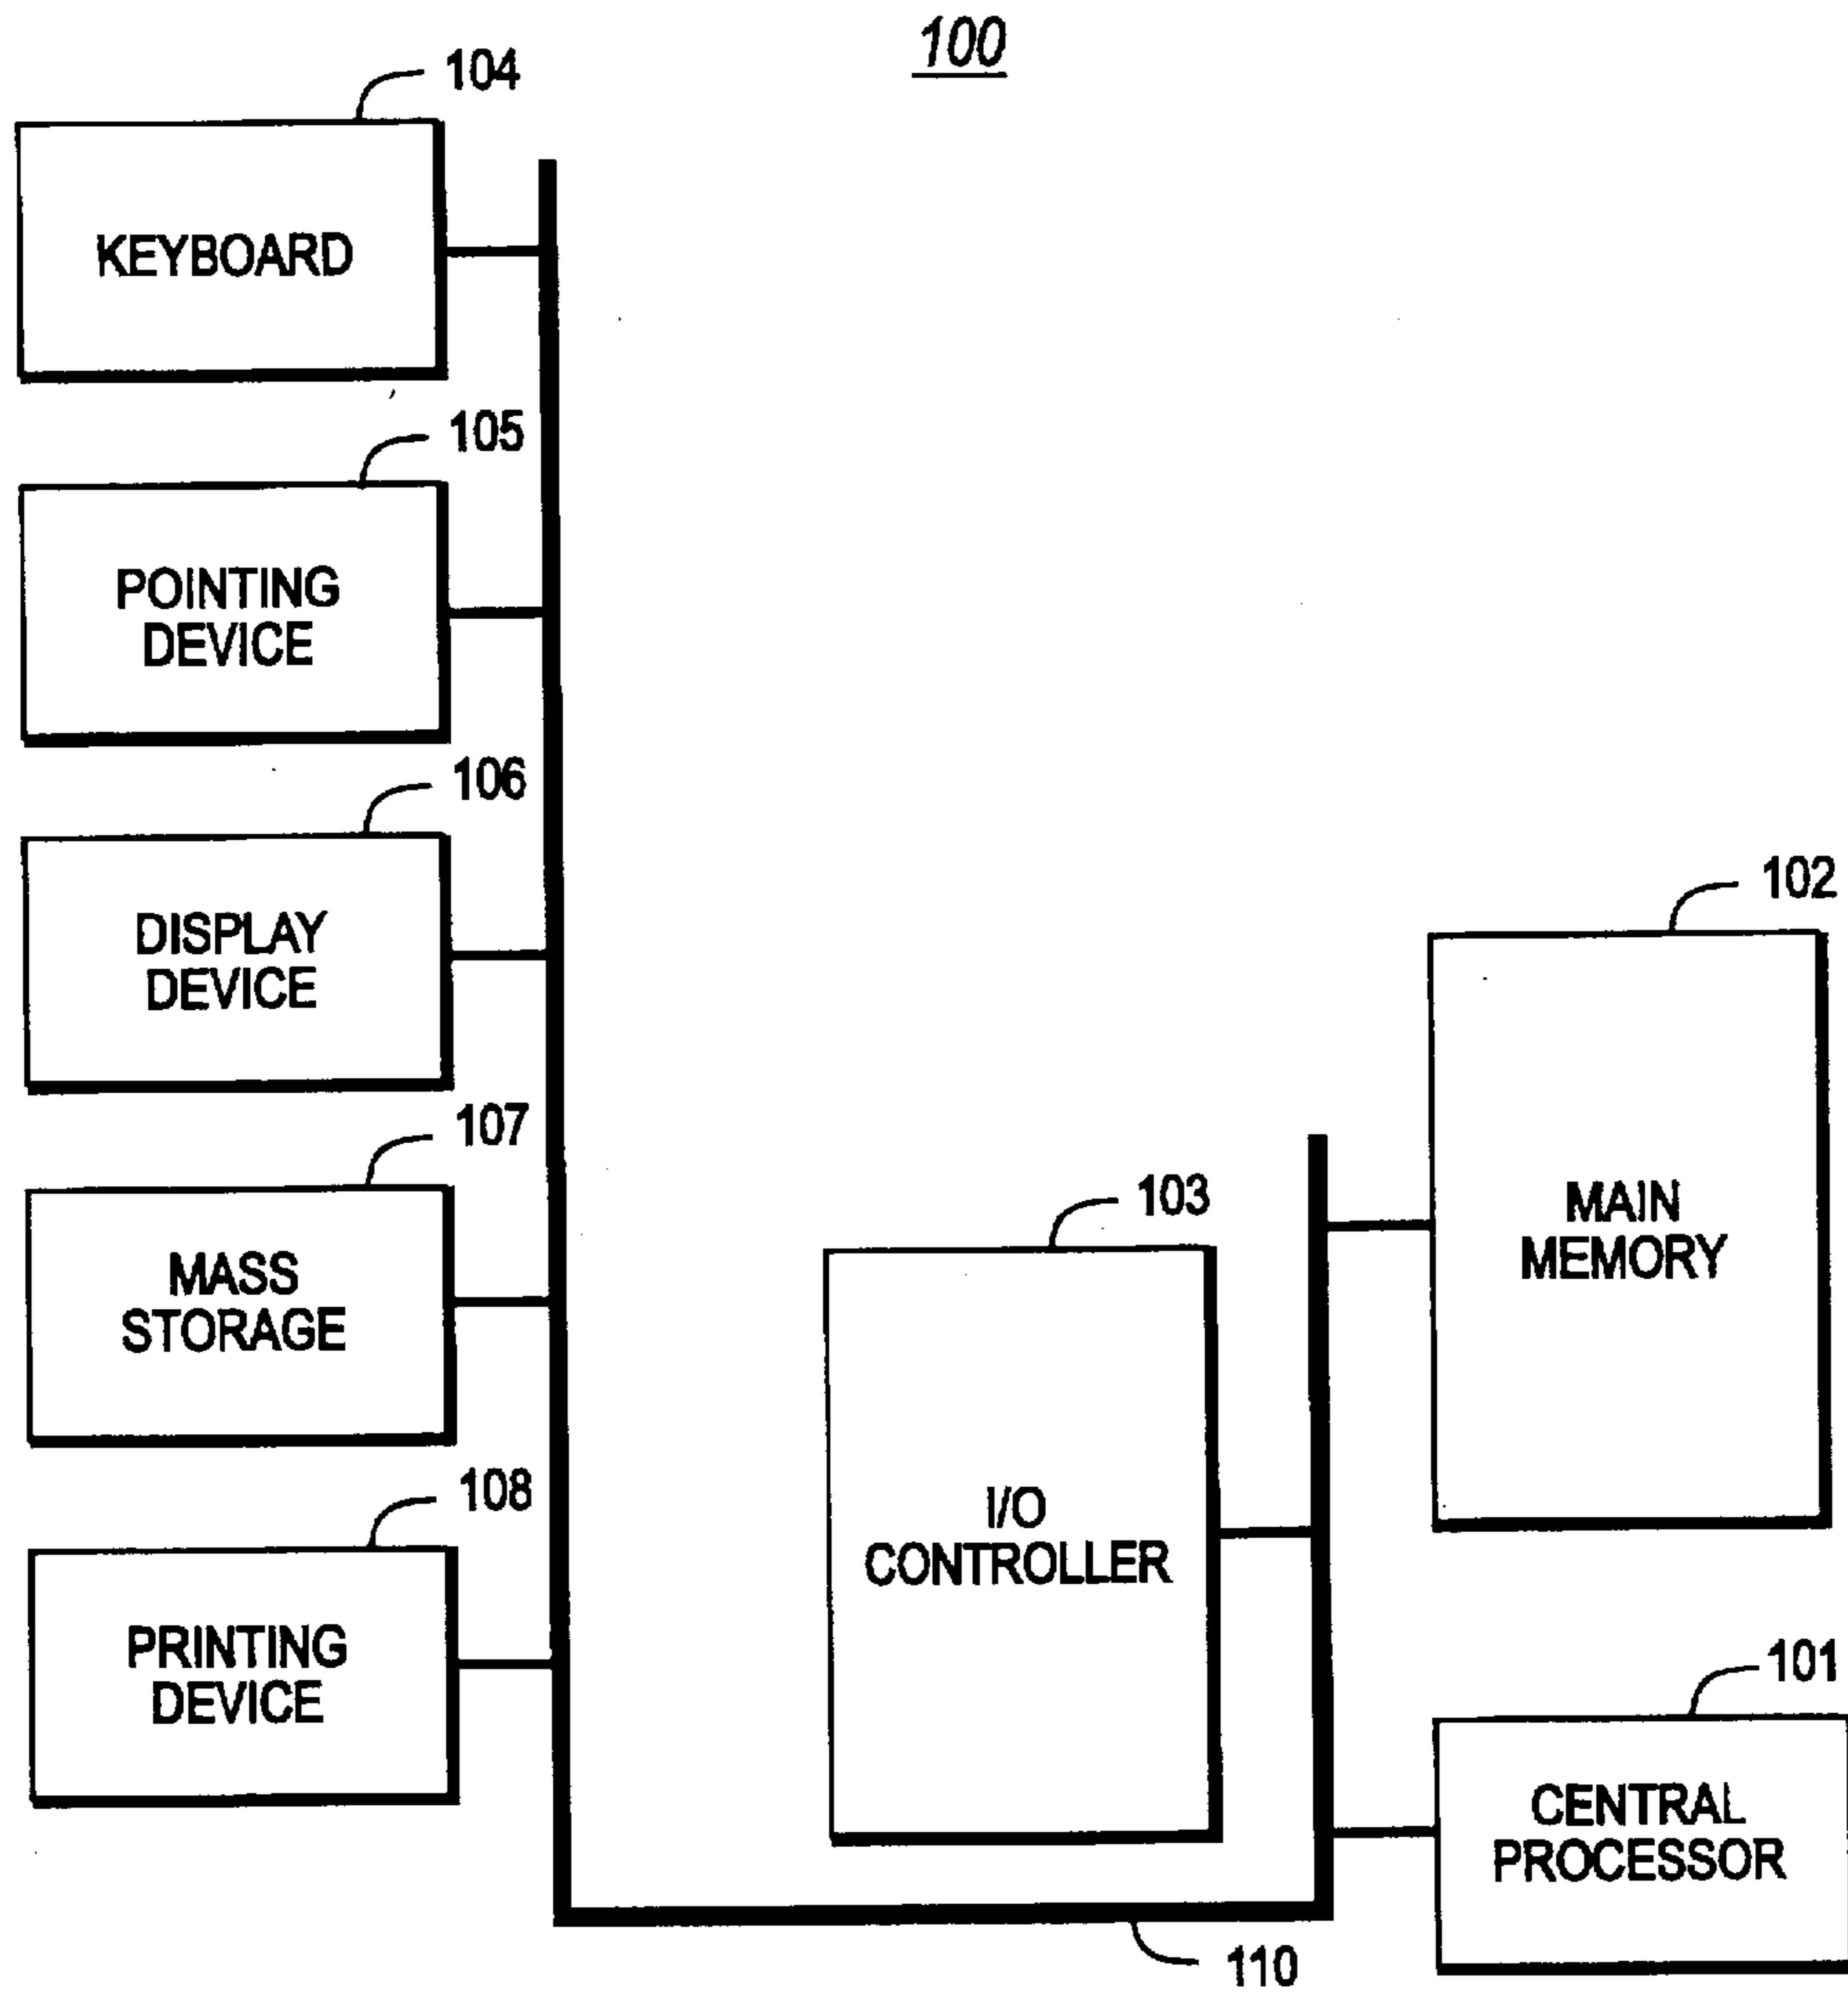 100
104
KEYBOARD
105
POINTING
DEVICE
106
DISPLAY
DEVICE
107
MASS
STORAGE
108
PRINTING
DEVICE
103
I/O
CONTROLLER
102
MAIN
MEMORY
101
CENTRAL
PROCESSOR
110